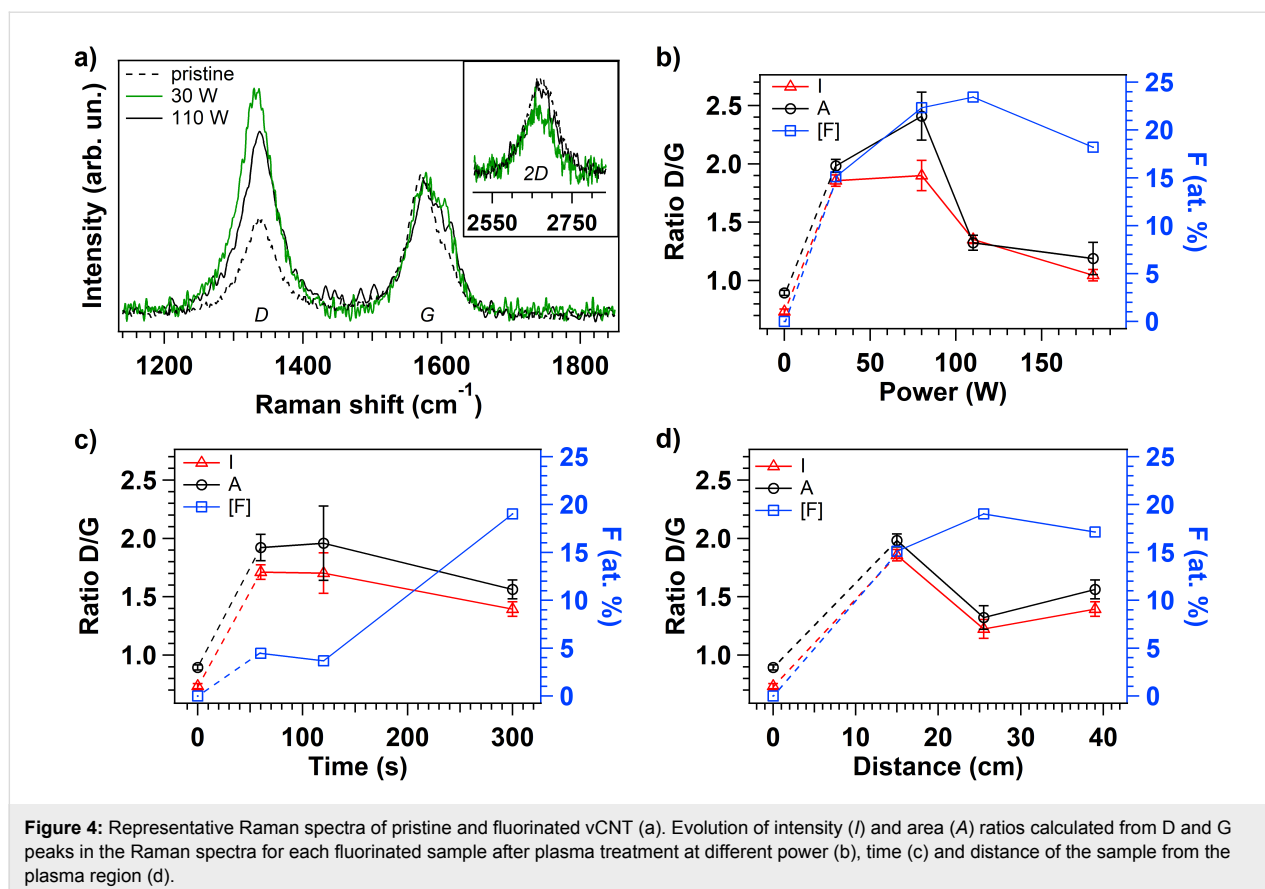 a)
pristine
30 W
110 W
2D
2550 2750
Intensity (arb. un.)
D G
1200 1400 1600 1800
Raman shift (cm⁻¹)
b)
I
A
[F]
2.5
2.0
1.5
1.0
Ratio D/G
25
20
15
10
5
0
F (at. %)
0 50 100 150
Power (W)
c)
I
A
[F]
2.5
2.0
1.5
1.0
Ratio D/G
25
20
15
10
5
0
F (at. %)
0 100 200 300
Time (s)
d)
I
A
[F]
2.5
2.0
1.5
1.0
Ratio D/G
25
20
15
10
5
0
F (at. %)
0 10 20 30 40
Distance (cm)
Figure 4: Representative Raman spectra of pristine and fluorinated vCNT (a). Evolution of intensity (I) and area (A) ratios calculated from D and G
peaks in the Raman spectra for each fluorinated sample after plasma treatment at different power (b), time (c) and distance of the sample from the
plasma region (d).